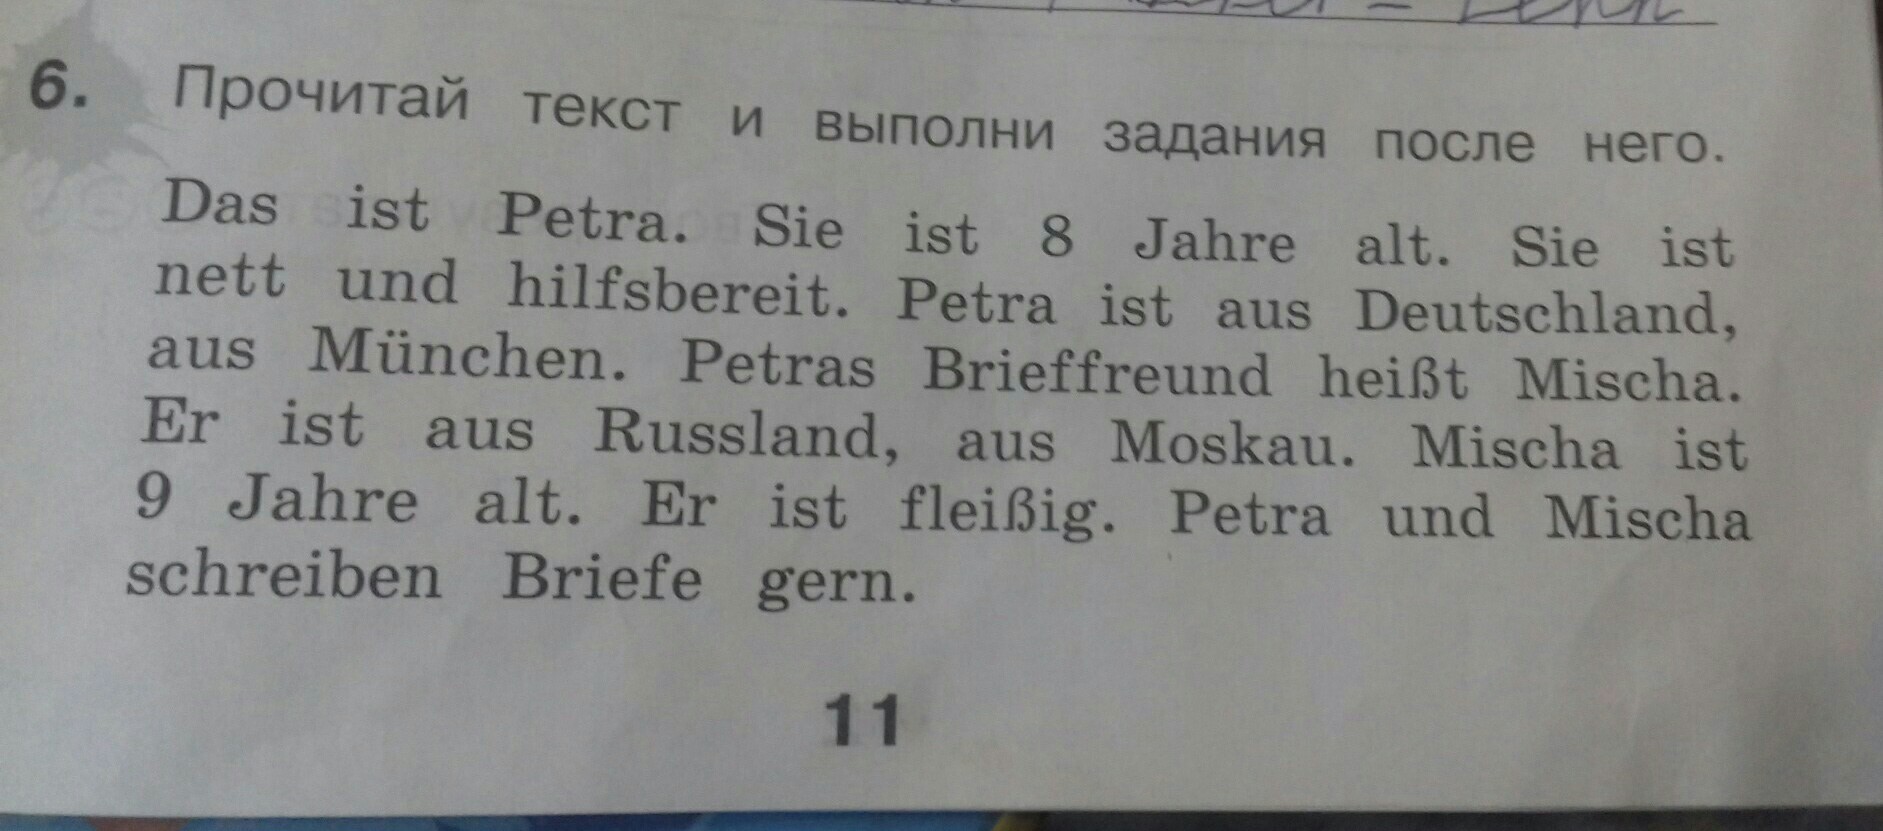 6. Прочитай текст и выполни задания после него.
Das ist Petra. Sie ist 8 Jahre alt. Sie ist
nett und hilfsbereit. Petra ist aus Deutschland,
aus München. Petras Brieffreund heißt Mischa.
Er ist aus Russland, aus Moskau. Mischa ist
9 Jahre alt. Er ist fleißig. Petra und Mischa
schreiben Briefe gern.
11